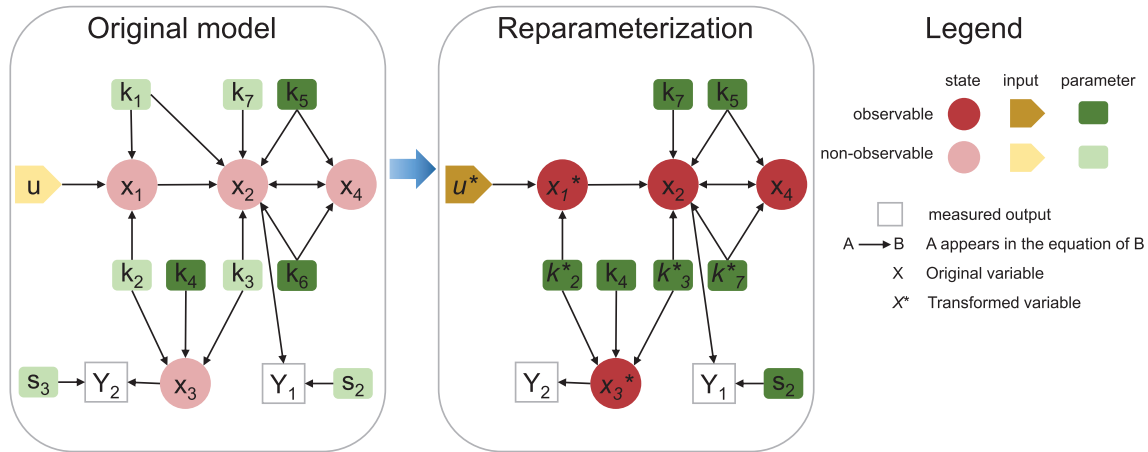 Original model
k1
k7
k5
u
x1
x2
x4
k2
k4
k3
k6
s3
Y2
x3
Y1
s2
Reparameterization
k7
k5
u*
x1*
x2
x4
k*2
k4
k*3
k*7
Y2
x3*
Y1
s2
Legend
state input parameter
observable
non-observable
measured output
A B A appears in the equation of B
X Original variable
X* Transformed variable